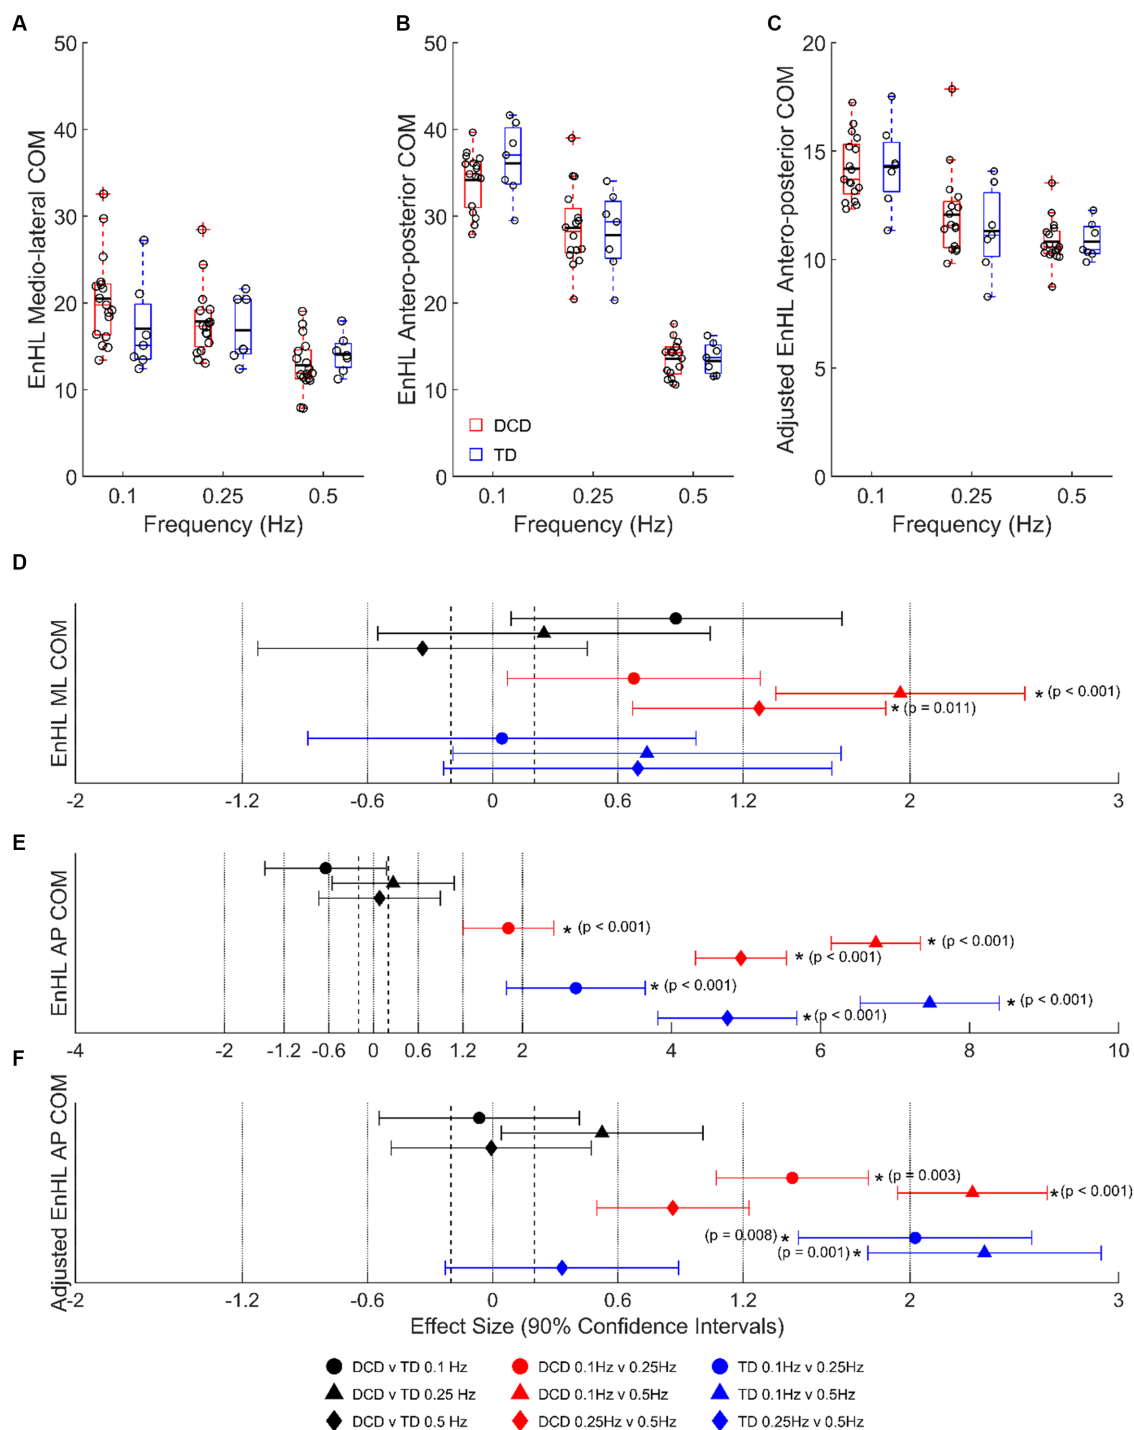 A
B
C
50
40
30
20
10
0
EnHL Medio-lateral COM
0.1
0.25
0.5
Frequency (Hz)
50
40
30
20
10
0
EnHL Antero-posterior COM
DCD
TD
0.1
0.25
0.5
Frequency (Hz)
20
15
10
5
0
Adjusted EnHL Antero-posterior COM
0.1
0.25
0.5
Frequency (Hz)
D
EnHL ML COM
* (p < 0.001)
* (p = 0.011)
-2
-1.2
-0.6
0
0.6
1.2
2
3
E
EnHL AP COM
* (p < 0.001)
* (p < 0.001)
* (p < 0.001)
* (p < 0.001)
* (p < 0.001)
* (p < 0.001)
-4
-2
-1.2
-0.6
0
0.6
1.2
2
4
6
8
10
F
Adjusted EnHL AP COM
* (p = 0.003)
* (p < 0.001)
(p = 0.008) *
(p = 0.001) *
-2
-1.2
-0.6
0
0.6
1.2
2
3
Effect Size (90% Confidence Intervals)
DCD v TD 0.1 Hz
DCD 0.1Hz v 0.25Hz
TD 0.1Hz v 0.25Hz
DCD v TD 0.25 Hz
DCD 0.1Hz v 0.5Hz
TD 0.1Hz v 0.5Hz
DCD v TD 0.5 Hz
DCD 0.25Hz v 0.5Hz
TD 0.25Hz v 0.5Hz